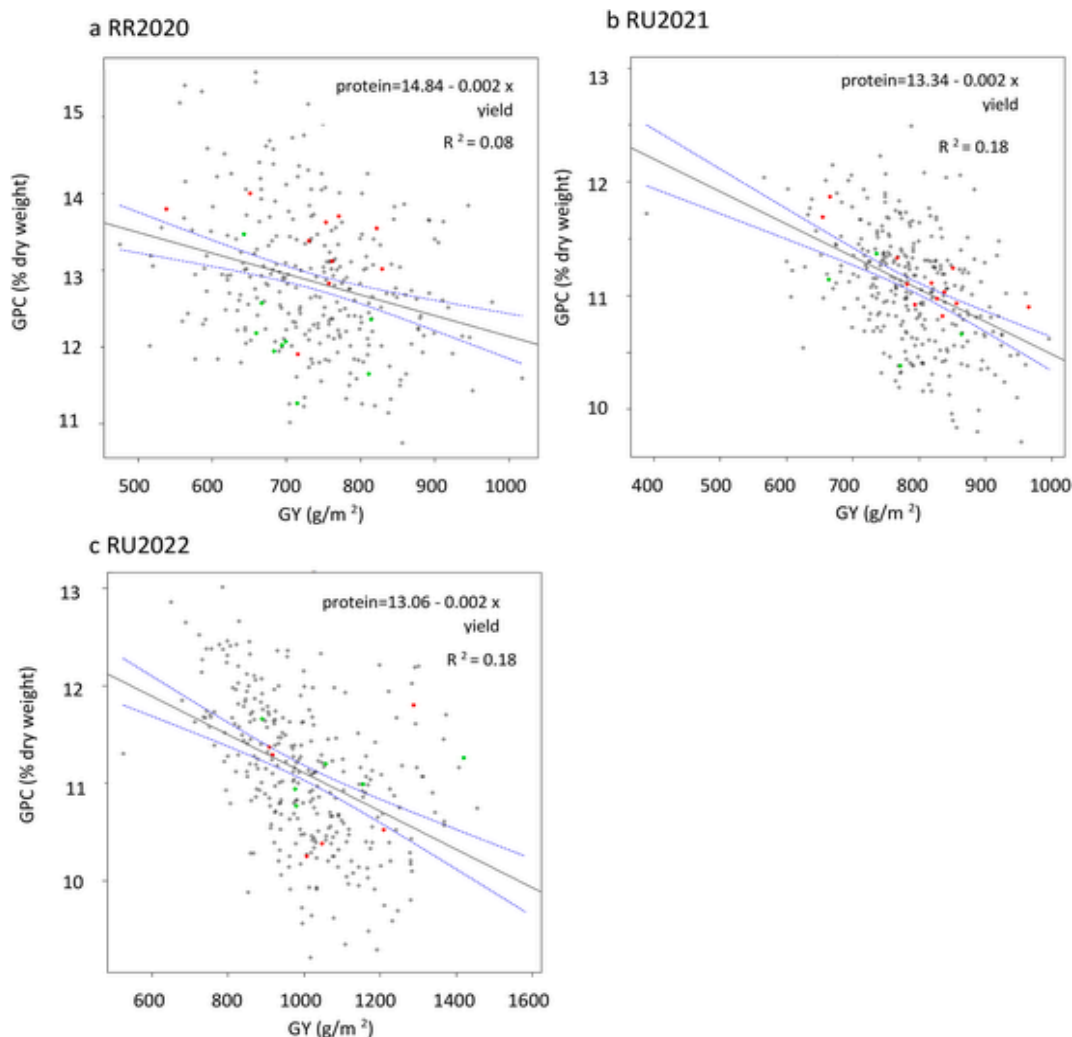 a RR2020
protein=14.84 - 0.002 x
yield
R ² = 0.08
15
14
13
12
11
GPC (% dry weight)
500 600 700 800 900 1000
GY (g/m ²)
b RU2021
protein=13.34 - 0.002 x
yield
R ² = 0.18
13
12
11
10
GPC (% dry weight)
400 500 600 700 800 900 1000
GY (g/m ²)
c RU2022
protein=13.06 - 0.002 x
yield
R ² = 0.18
13
12
11
10
GPC (% dry weight)
600 800 1000 1200 1400 1600
GY (g/m ²)